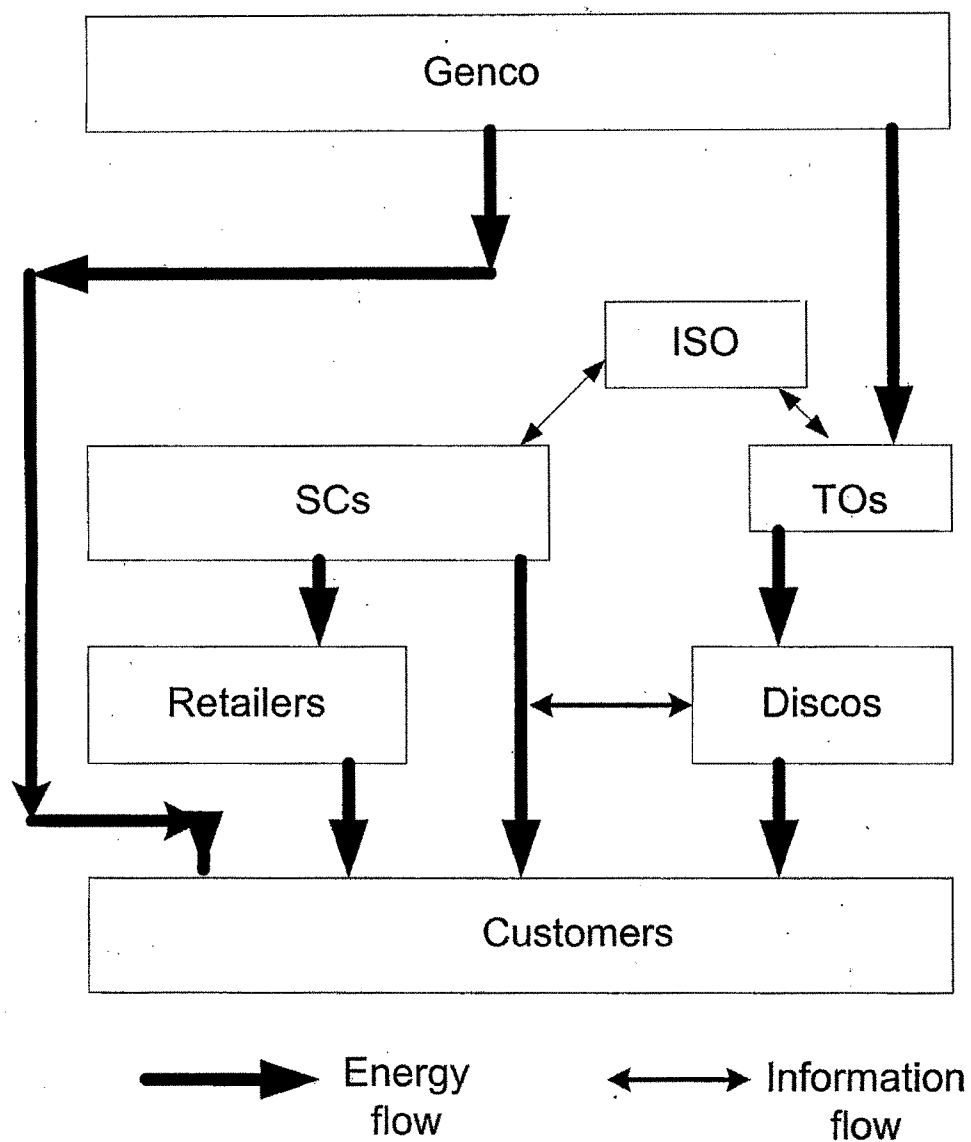 Genco
ISO
SCs
TOs
Retailers
Discos
Customers
Energy
flow
Information
flow